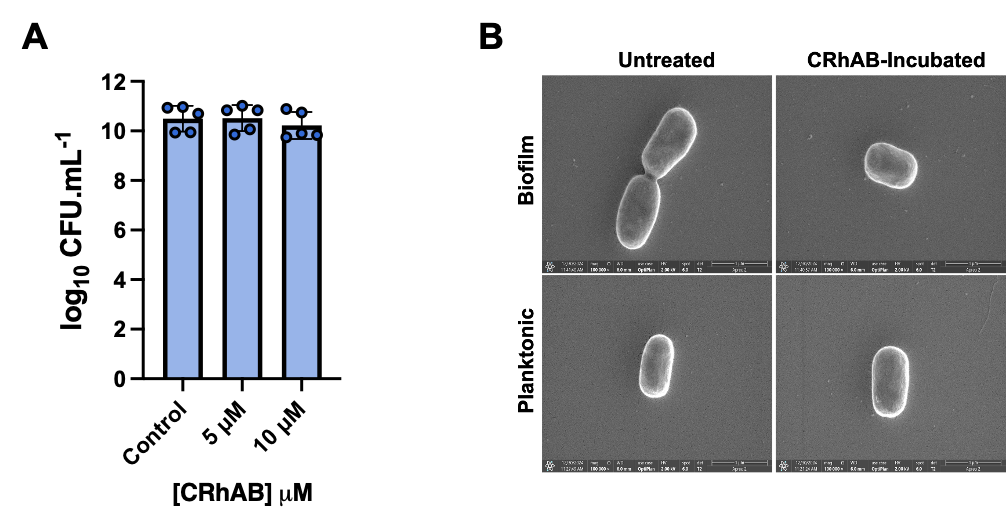 A
B
Untreated
CRhAB-Incubated
12
10
8
6
4
2
0
log10 CFU.mL-1
Control
5 µM
10 µM
[CRhAB] µM
Biofilm
Planktonic